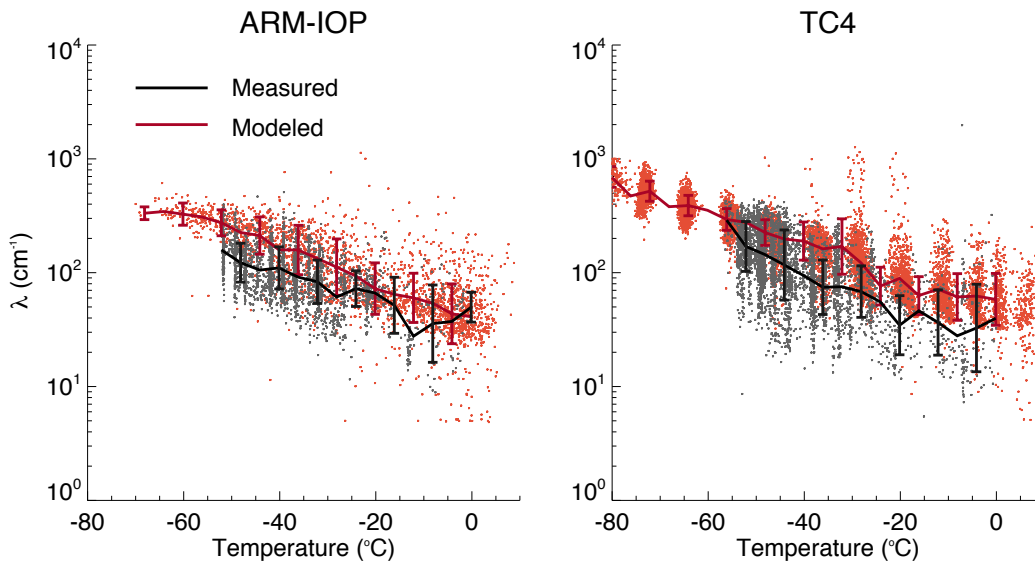 ARM-IOP
TC4
10⁴
10³
10²
10¹
10⁰
λ (cm⁻¹)
Measured
Modeled
-80 -60 -40 -20 0
Temperature (°C)
10⁴
10³
10²
10¹
10⁰
-80 -60 -40 -20 0
Temperature (°C)